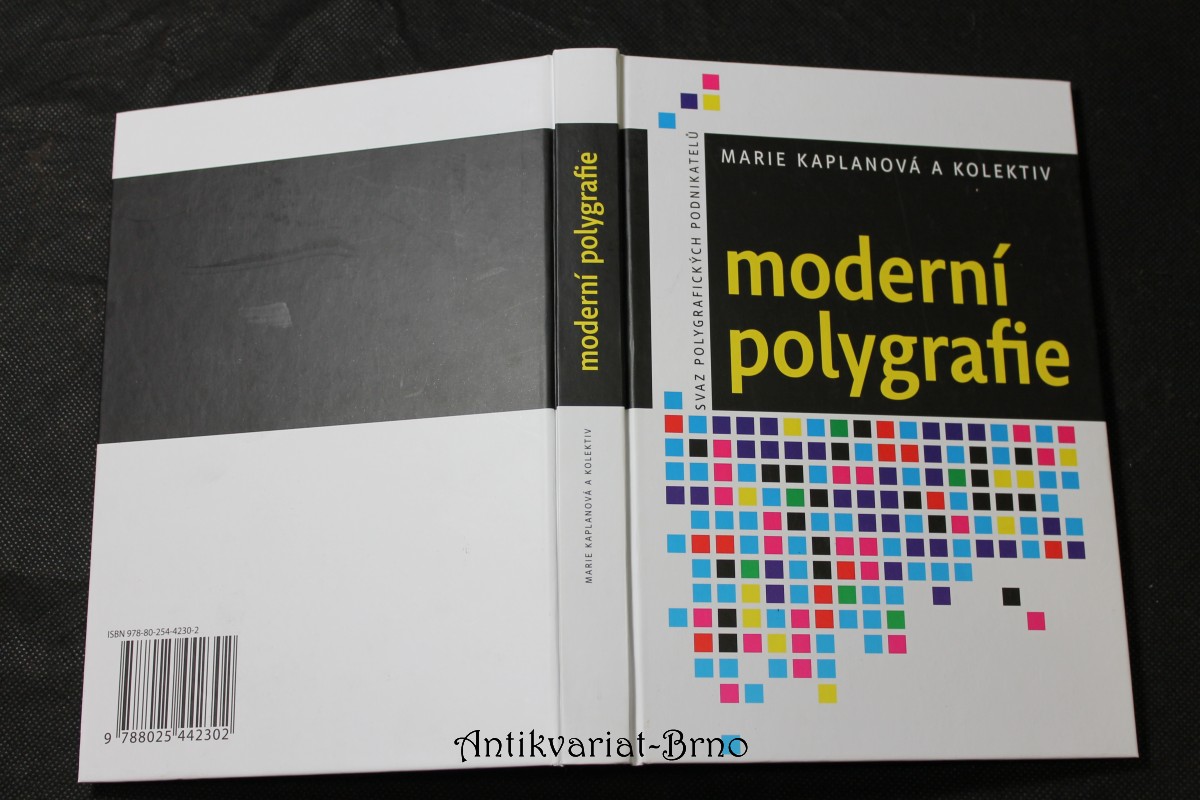 MARIE KAPLANOVÁ A KOLEKTIV
moderní
polygrafie
SVAZ POLYGRAFICKÝCH PODNIKATELŮ
moderní polygrafie
MARIE KAPLANOVÁ A KOLEKTIV
ISBN 978-80-254-4230-2
9 788025 442302
Antikvariat-Brno